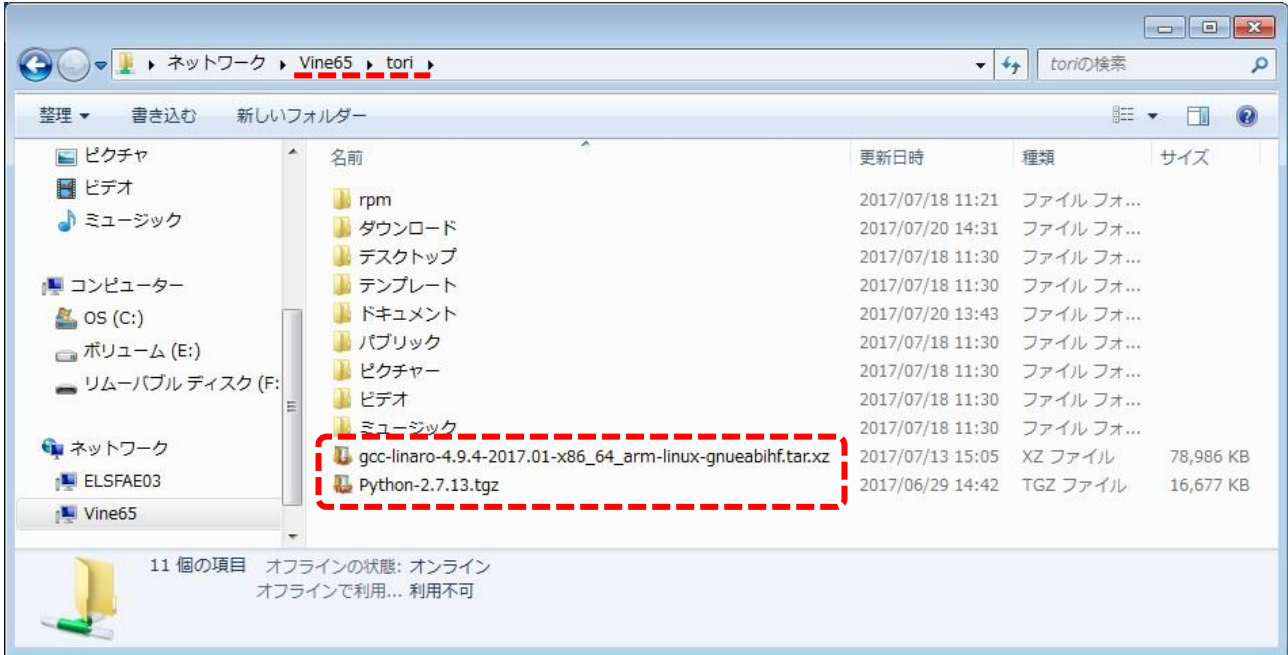 ネットワーク Vine65 tori toriの検索
整理 書き込む 新しいフォルダー
ピクチャ
ビデオ
ミュージック
コンピューター
OS (C:)
ボリューム (E:)
リムーバブル ディスク (F:
ネットワーク
ELSFAE03
Vine65
名前 更新日時 種類 サイズ
rpm 2017/07/18 11:21 ファイル フォ...
ダウンロード 2017/07/20 14:31 ファイル フォ...
デスクトップ 2017/07/18 11:30 ファイル フォ...
テンプレート 2017/07/18 11:30 ファイル フォ...
ドキュメント 2017/07/20 13:43 ファイル フォ...
パブリック 2017/07/18 11:30 ファイル フォ...
ピクチャー 2017/07/18 11:30 ファイル フォ...
ビデオ 2017/07/18 11:30 ファイル フォ...
ミュージック 2017/07/18 11:30 ファイル フォ...
gcc-linaro-4.9.4-2017.01-x86_64_arm-linux-gnueabihf.tar.xz 2017/07/13 15:05 XZ ファイル 78,986 KB
Python-2.7.13.tgz 2017/06/29 14:42 TGZ ファイル 16,677 KB
11 個の項目 オフラインの状態: オンライン
オフラインで利用... 利用不可